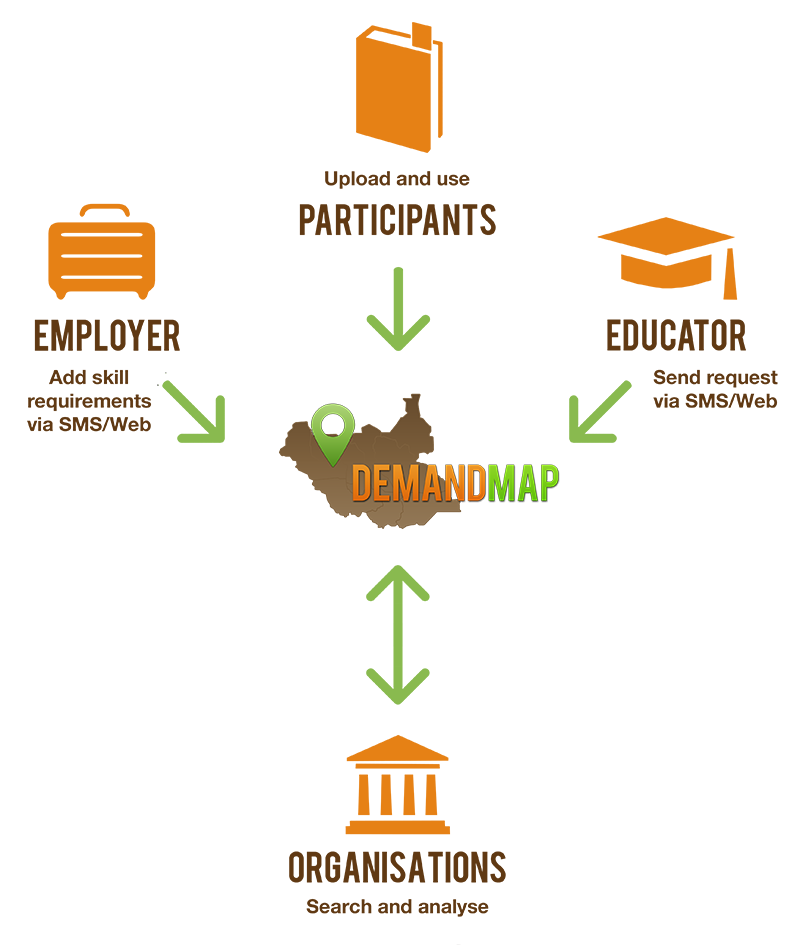 Upload and use
PARTICIPANTS
EMPLOYER
Add skill
requirements
via SMS/Web
EDUCATOR
Send request
via SMS/Web
DEMANDMAP
ORGANISATIONS
Search and analyse